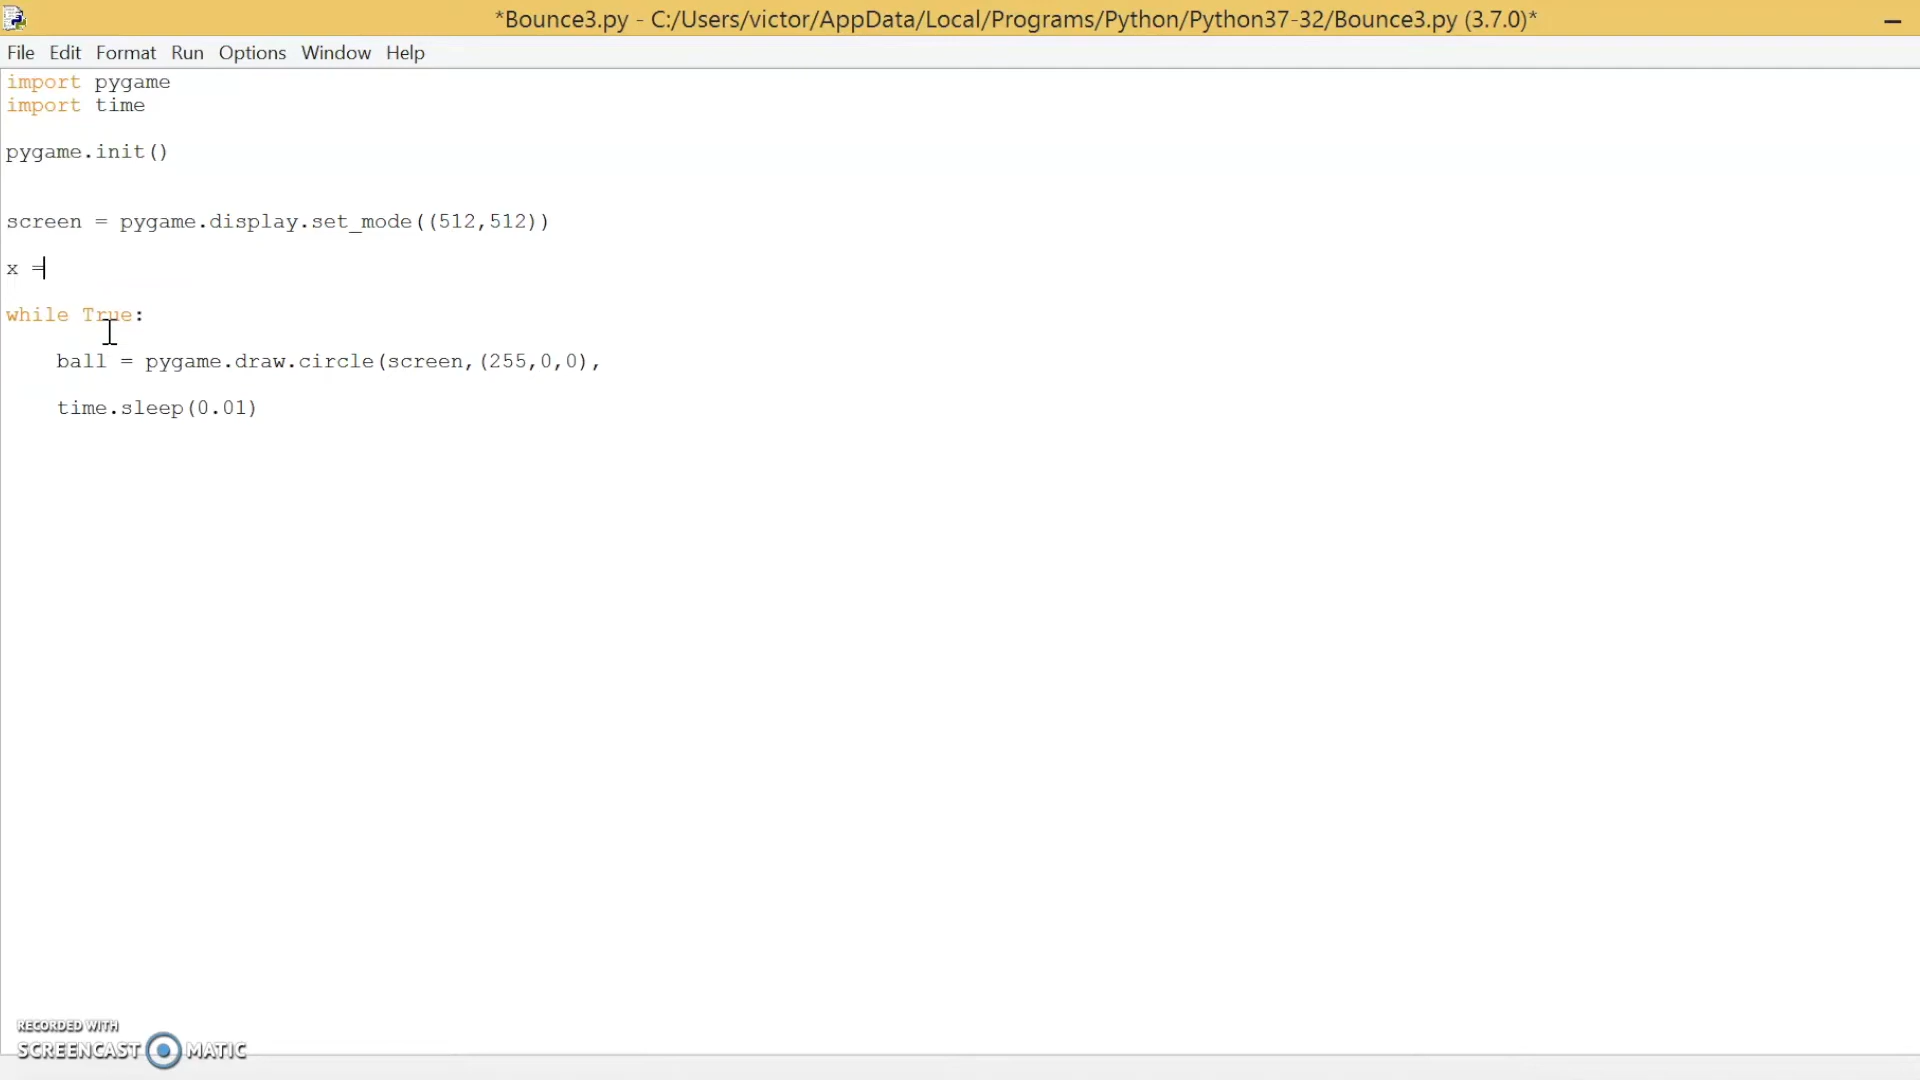 *Bounce3.py - C:/Users/victor/AppData/Local/Programs/Python/Python37-32/Bounce3.py (3.7.0)*
File Edit Format Run Options Window Help
import pygame
import time
pygame.init()
screen = pygame.display.set_mode((512,512))
x =
while True:
    ball = pygame.draw.circle(screen,(255,0,0),
    time.sleep(0.01)
RECORDED WITH
SCREENCAST MATIC